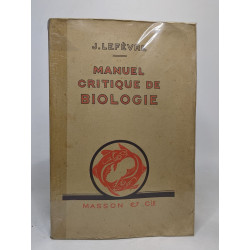 J. LEFÈVRE
MANUEL
CRITIQUE DE
BIOLOGIE
MASSON ET CIE